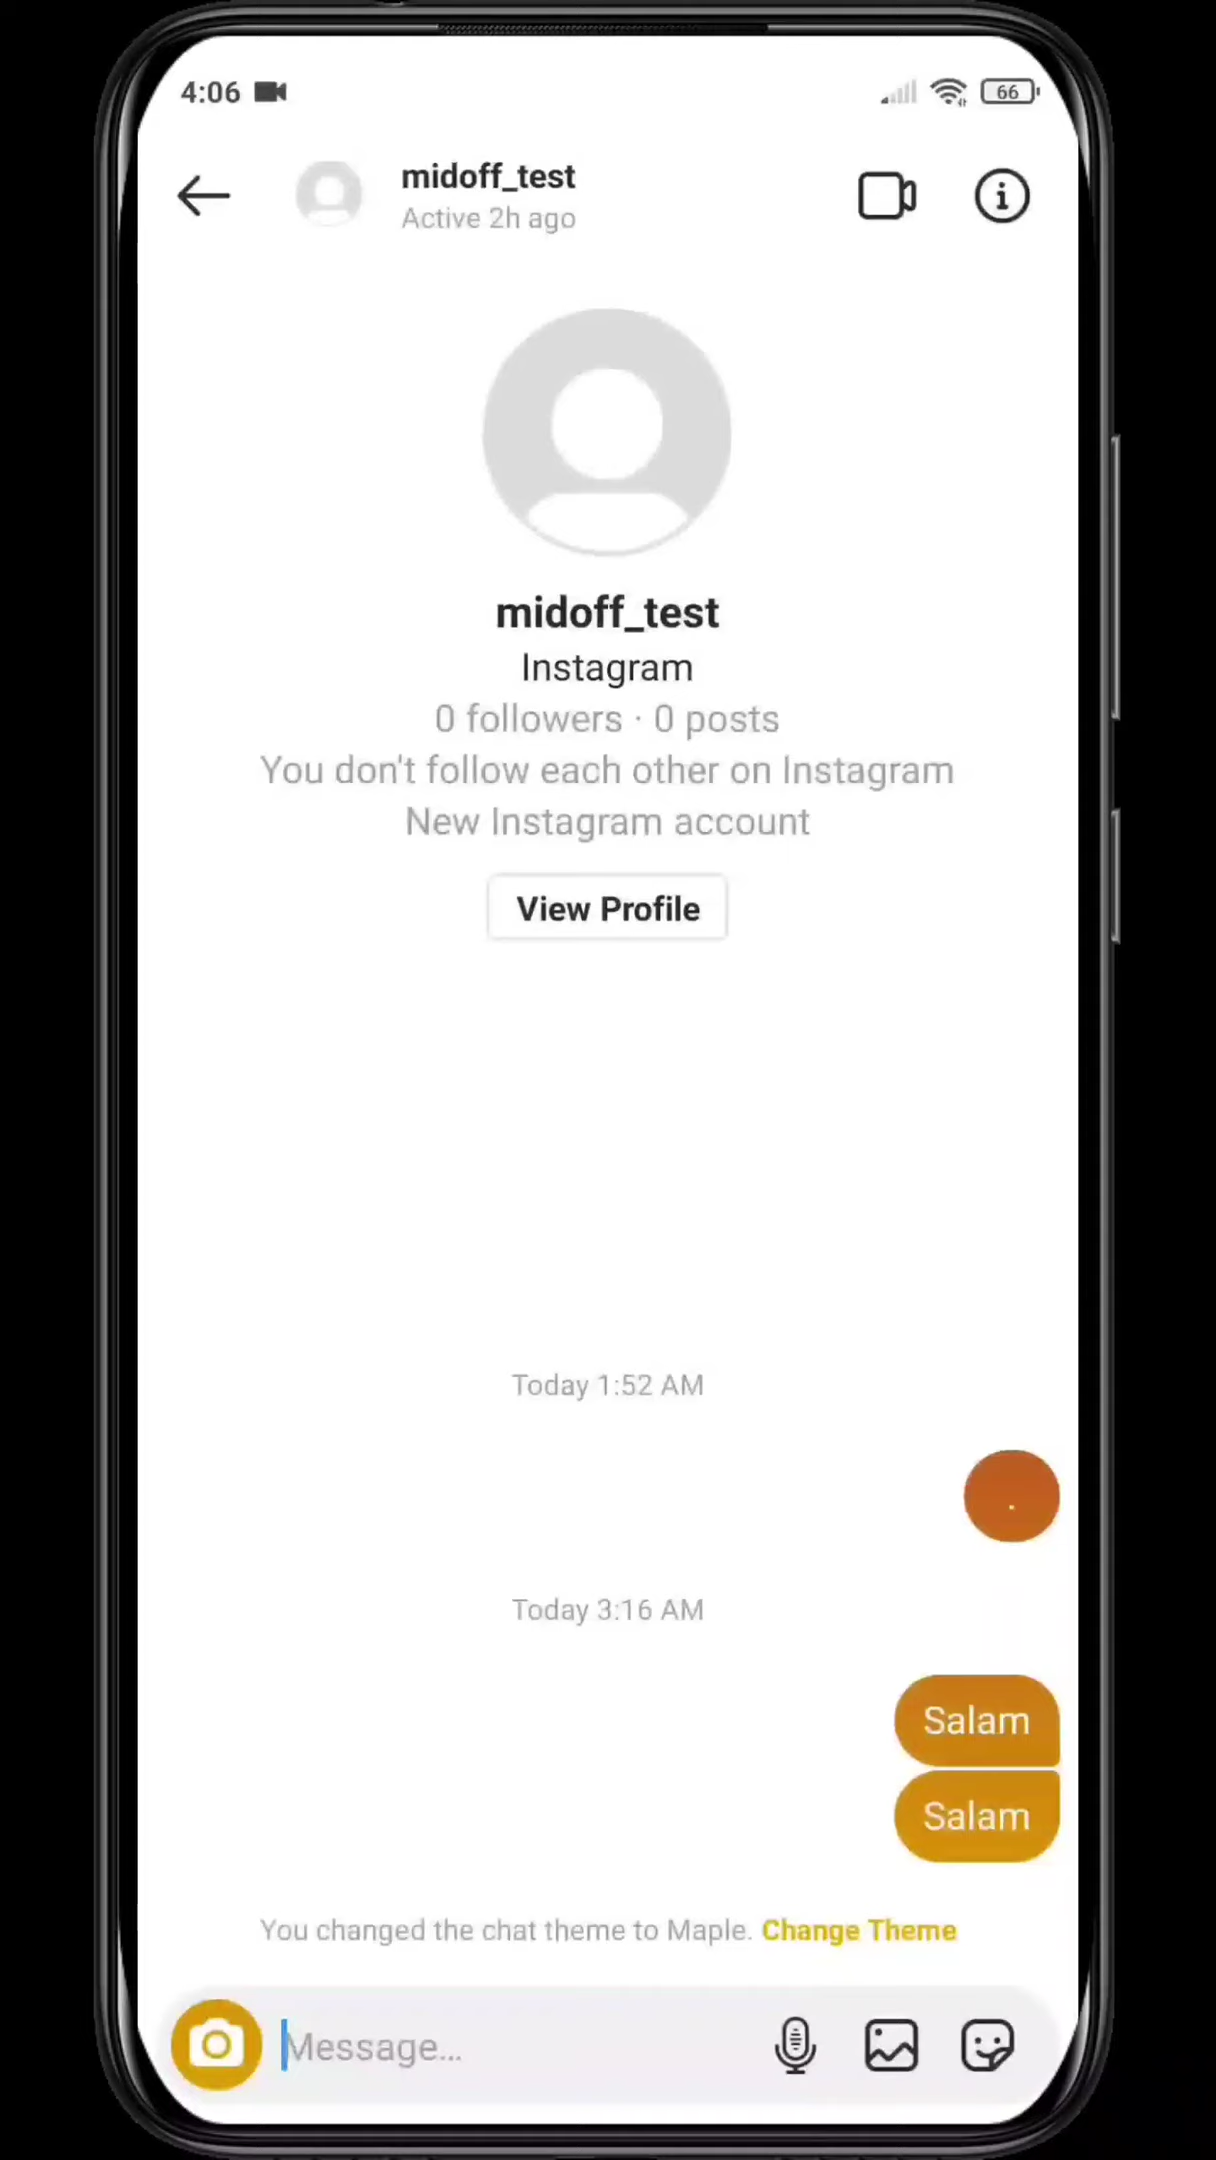 4:06
66
midoff_test
Active 2h ago
midoff_test
Instagram
0 followers · 0 posts
You don't follow each other on Instagram
New Instagram account
View Profile
Today 1:52 AM
.
Today 3:16 AM
Salam
Salam
You changed the chat theme to Maple. Change Theme
Message...